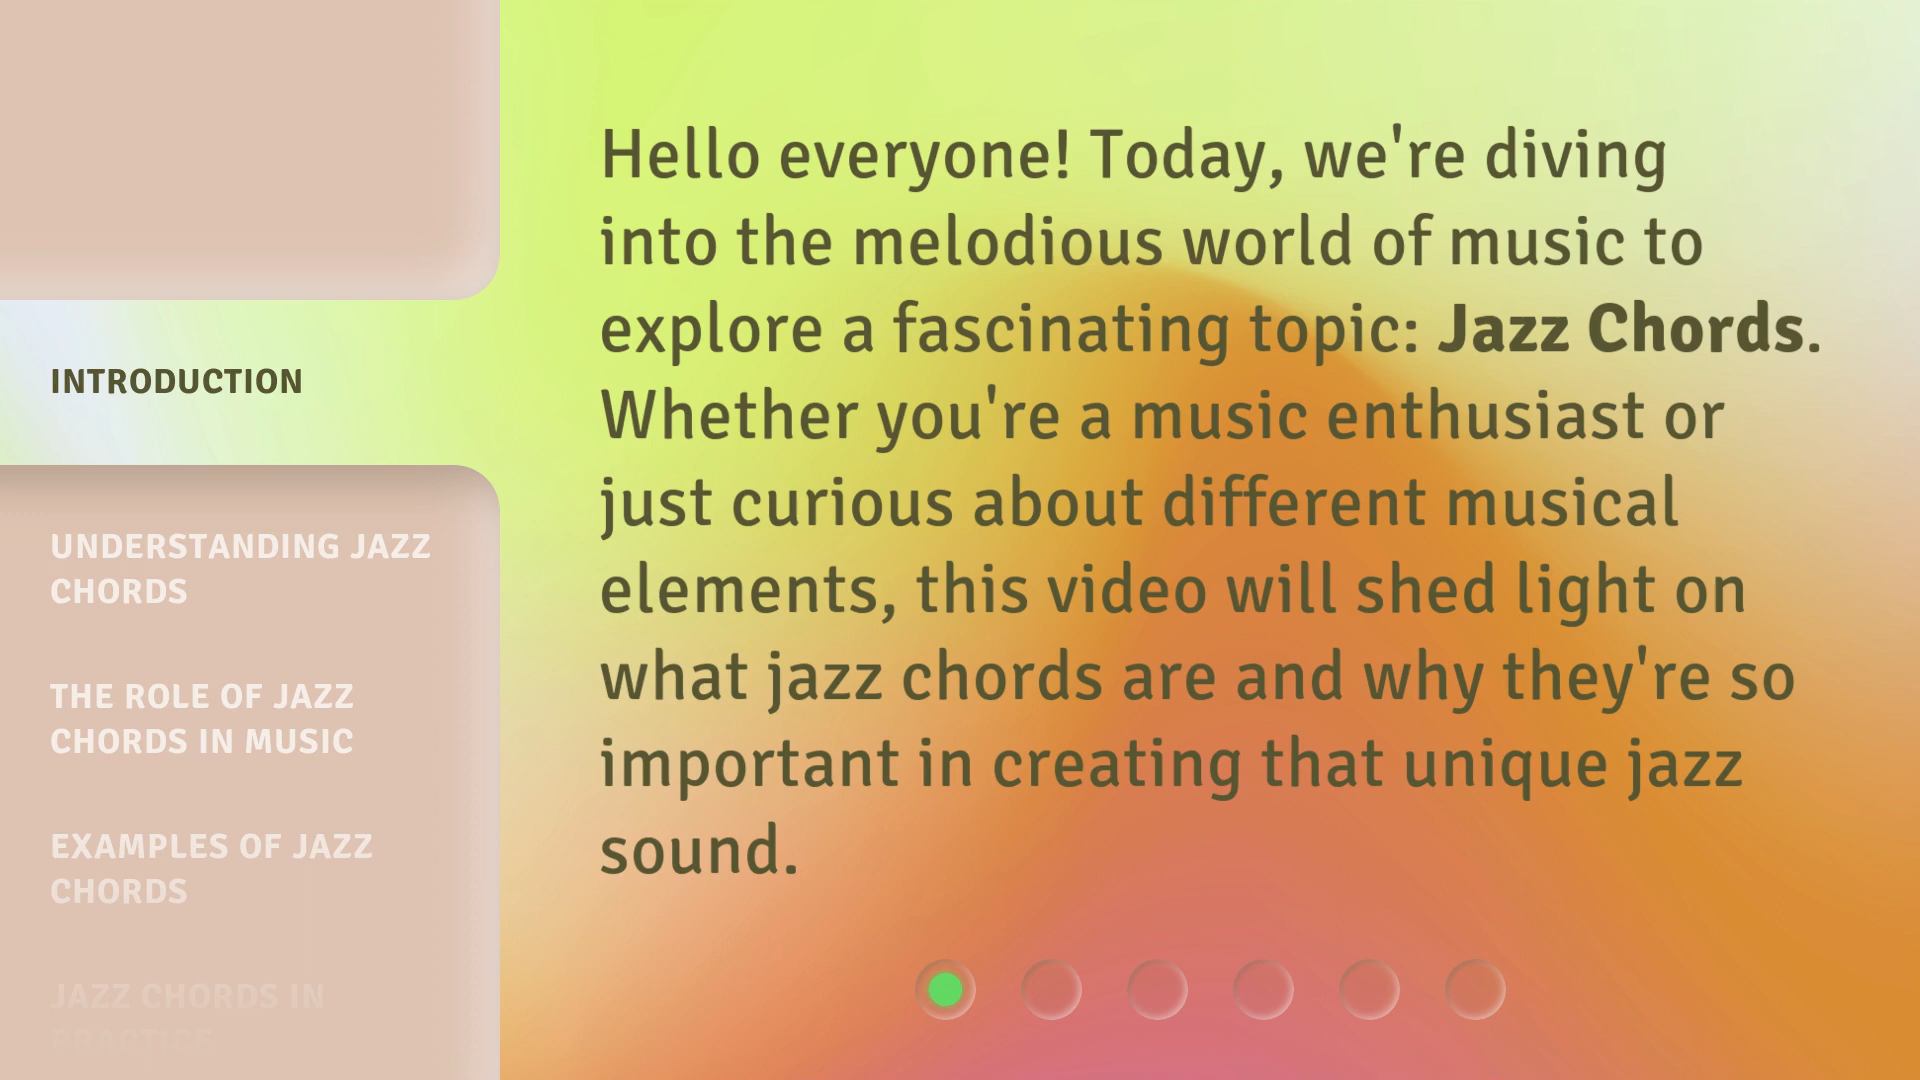 INTRODUCTION
UNDERSTANDING JAZZ
CHORDS
THE ROLE OF JAZZ
CHORDS IN MUSIC
EXAMPLES OF JAZZ
CHORDS
JAZZ CHORDS IN
PRACTICE
Hello everyone! Today, we're diving
into the melodious world of music to
explore a fascinating topic: Jazz Chords.
Whether you're a music enthusiast or
just curious about different musical
elements, this video will shed light on
what jazz chords are and why they're so
important in creating that unique jazz
sound.